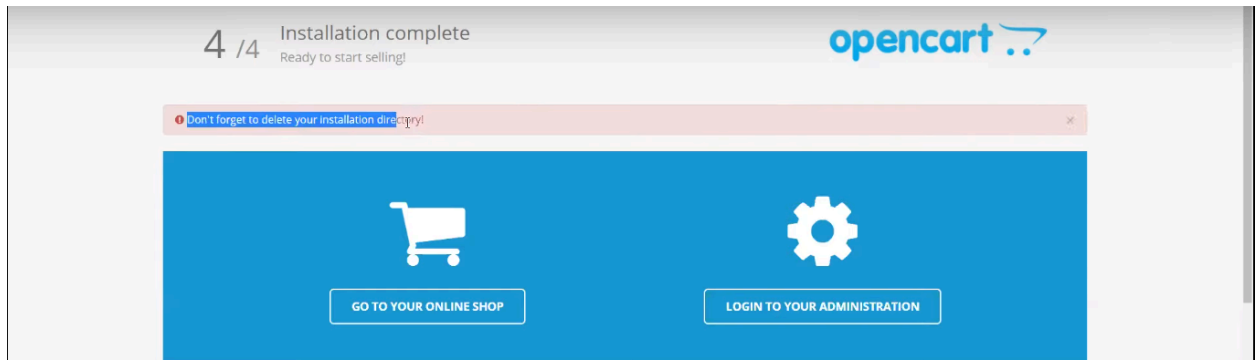 4 /4
Installation complete
Ready to start selling!
opencart
Don't forget to delete your installation directory!
GO TO YOUR ONLINE SHOP
LOGIN TO YOUR ADMINISTRATION